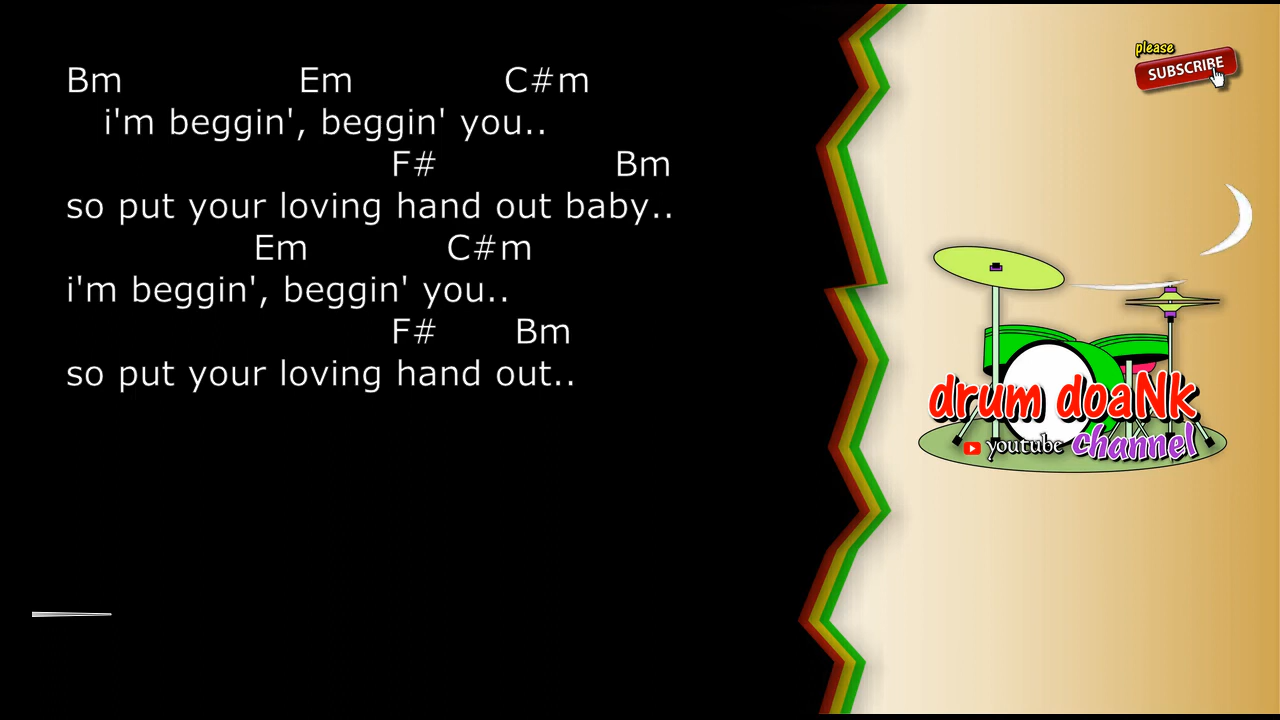 Bm Em C#m
i'm beggin', beggin' you..
F# Bm
so put your loving hand out baby..
Em C#m
i'm beggin', beggin' you..
F# Bm
so put your loving hand out..
please
SUBSCRIBE
drum doaNk
youtube channel